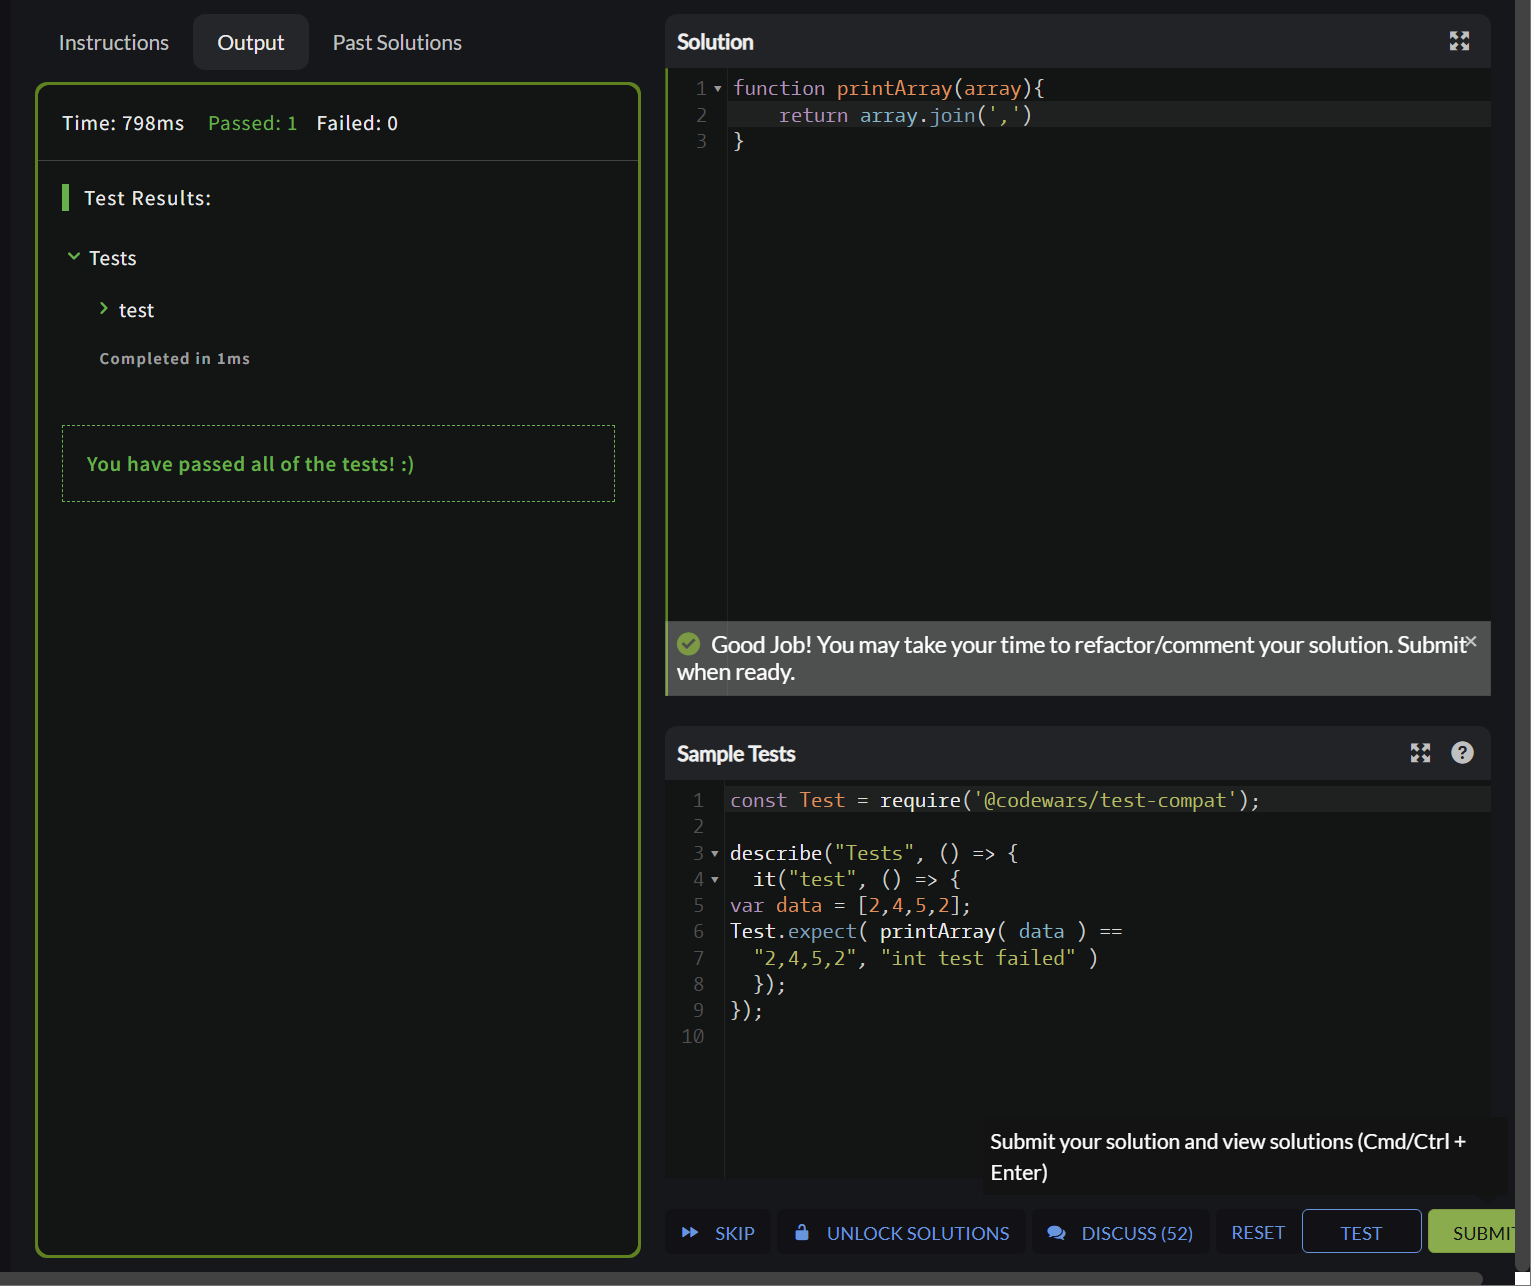 Instructions
Output
Past Solutions
Time: 798ms Passed: 1 Failed: 0
Test Results:
Tests
test
Completed in 1ms
You have passed all of the tests! :)
Solution
1 function printArray(array){
2     return array.join(',')
3 }
Good Job! You may take your time to refactor/comment your solution. Submit
when ready.
Sample Tests
1 const Test = require('@codewars/test-compat');
2
3 describe("Tests", () => {
4   it("test", () => {
5 var data = [2,4,5,2];
6 Test.expect( printArray( data ) ==
7   "2,4,5,2", "int test failed" )
8   });
9 });
10
Submit your solution and view solutions (Cmd/Ctrl +
Enter)
SKIP
UNLOCK SOLUTIONS
DISCUSS (52)
RESET
TEST
SUBMIT